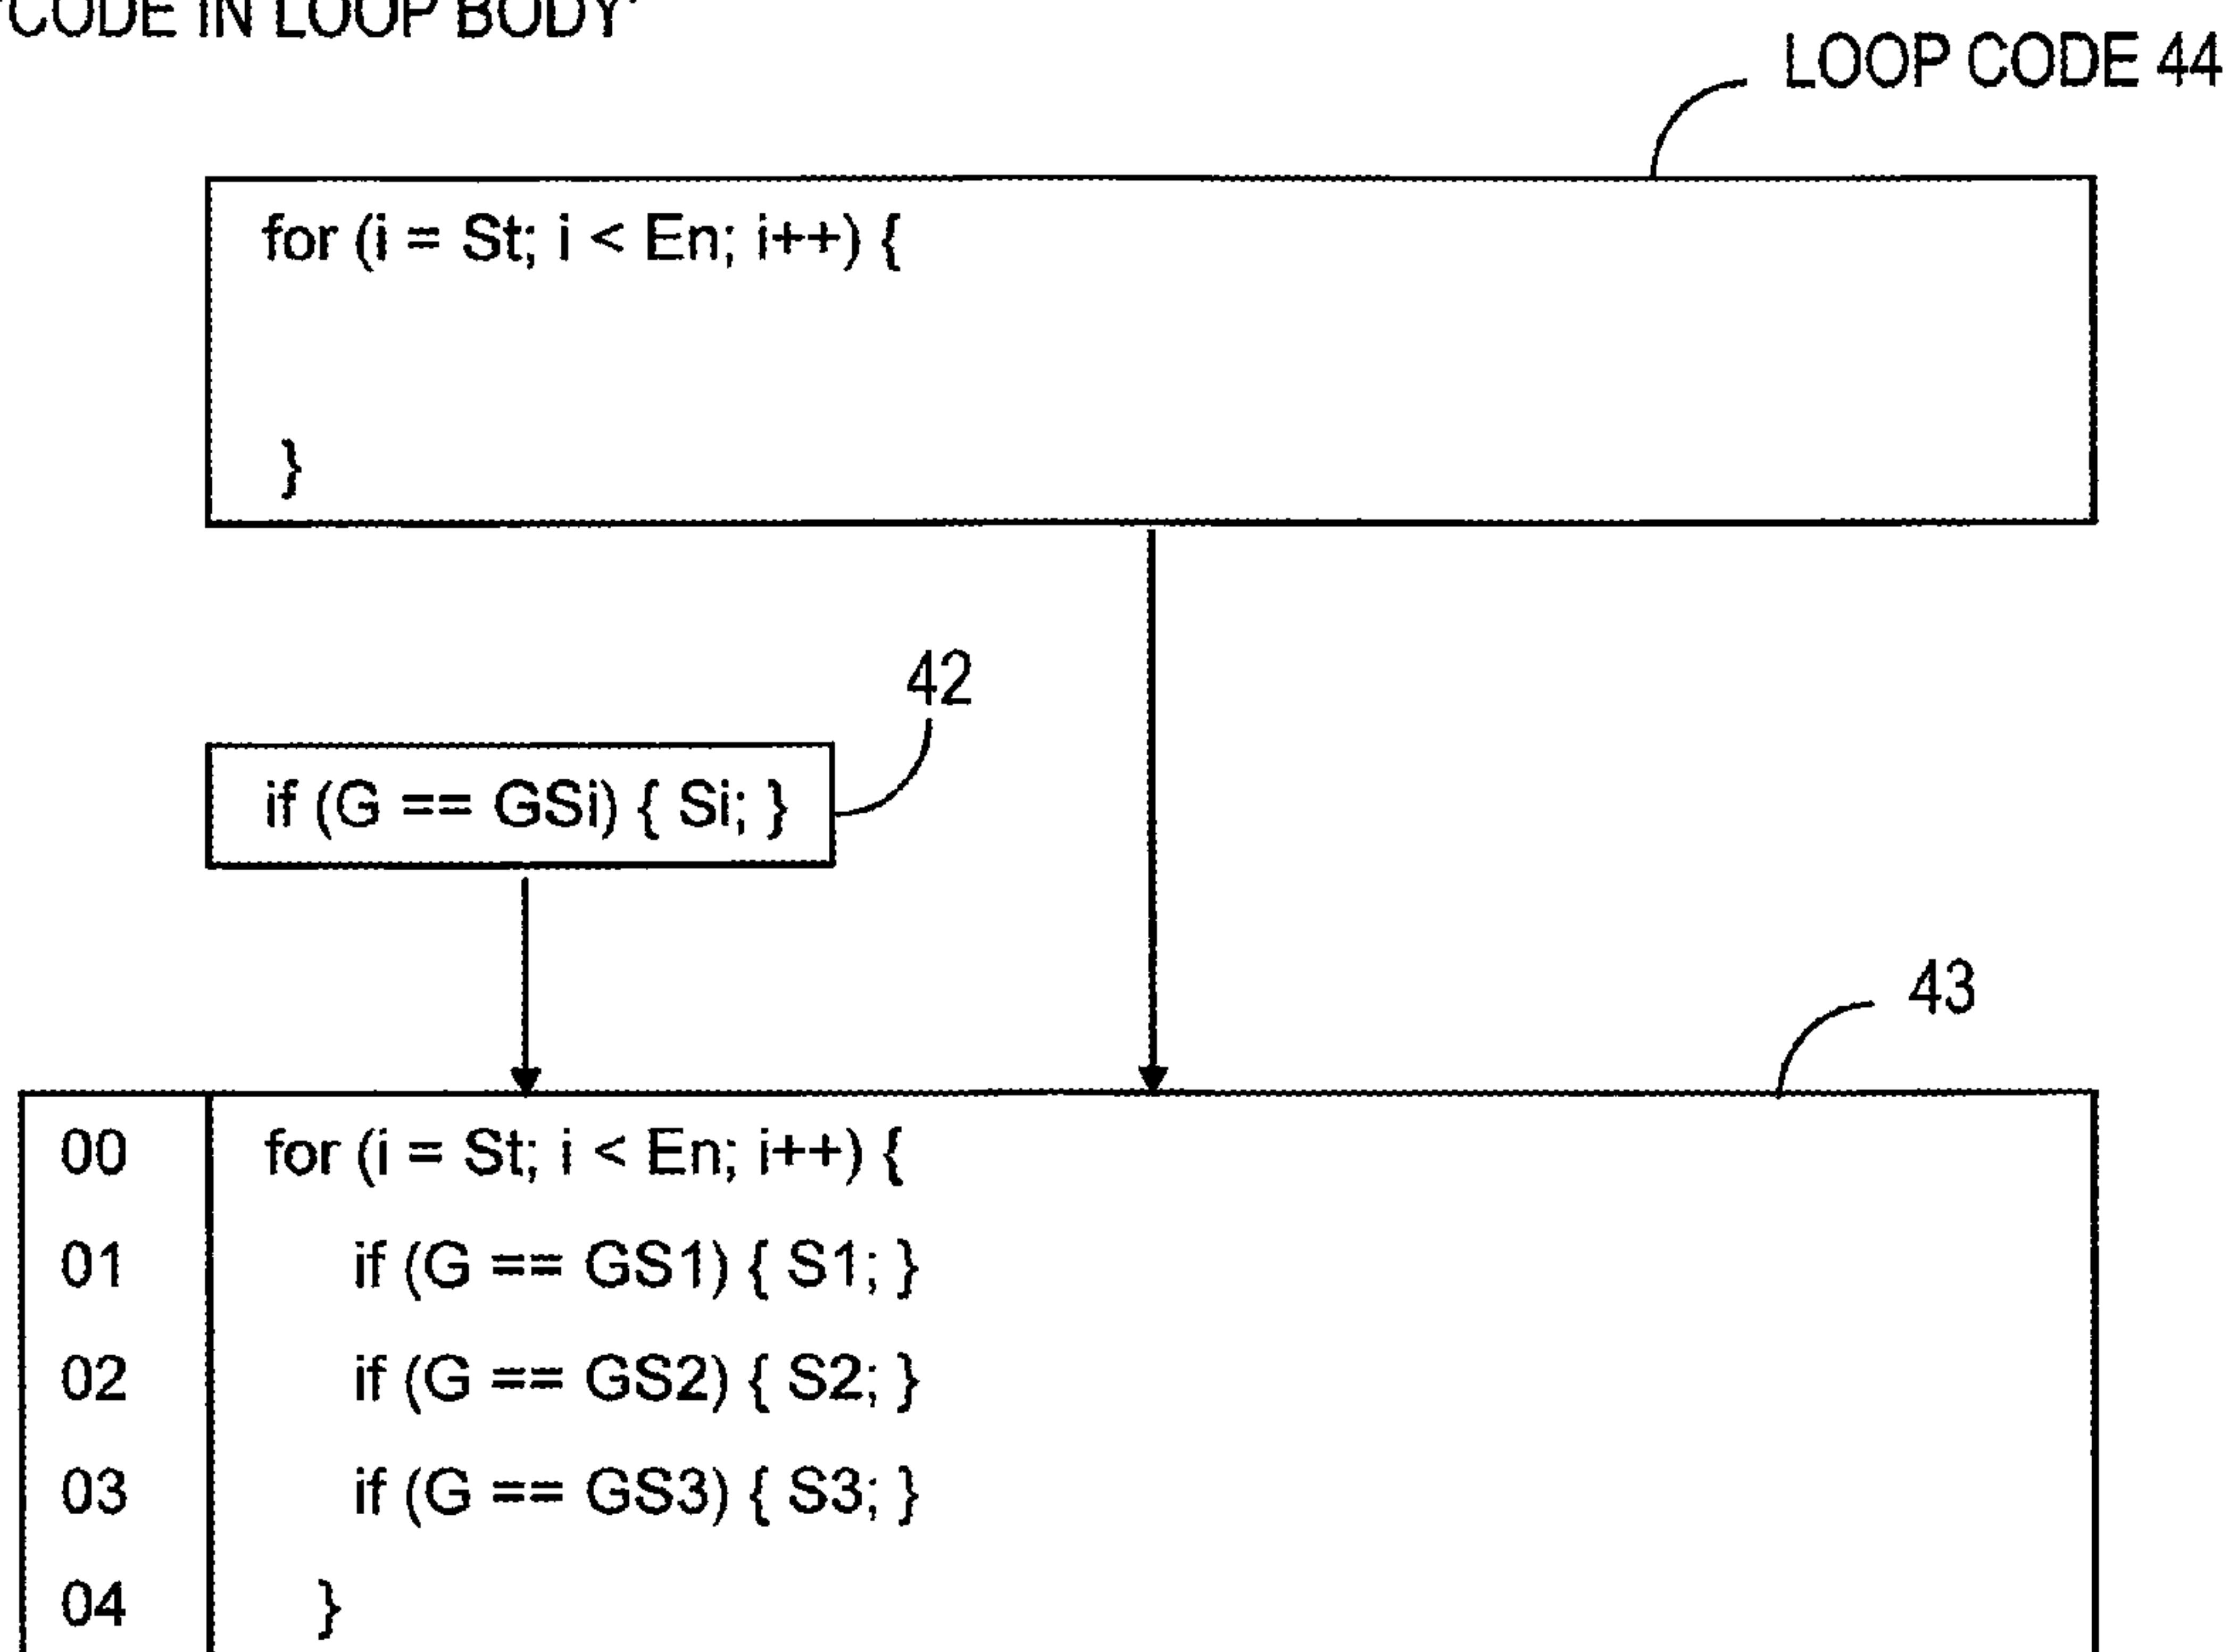 CODE IN LOOP BODY
LOOP CODE 44
for (i = St; i < En; i++) {
}
42
if (G == GSi) { Si; }
43
00 for (i = St; i < En; i++) {
01 if (G == GS1) { S1; }
02 if (G == GS2) { S2; }
03 if (G == GS3) { S3; }
04 }